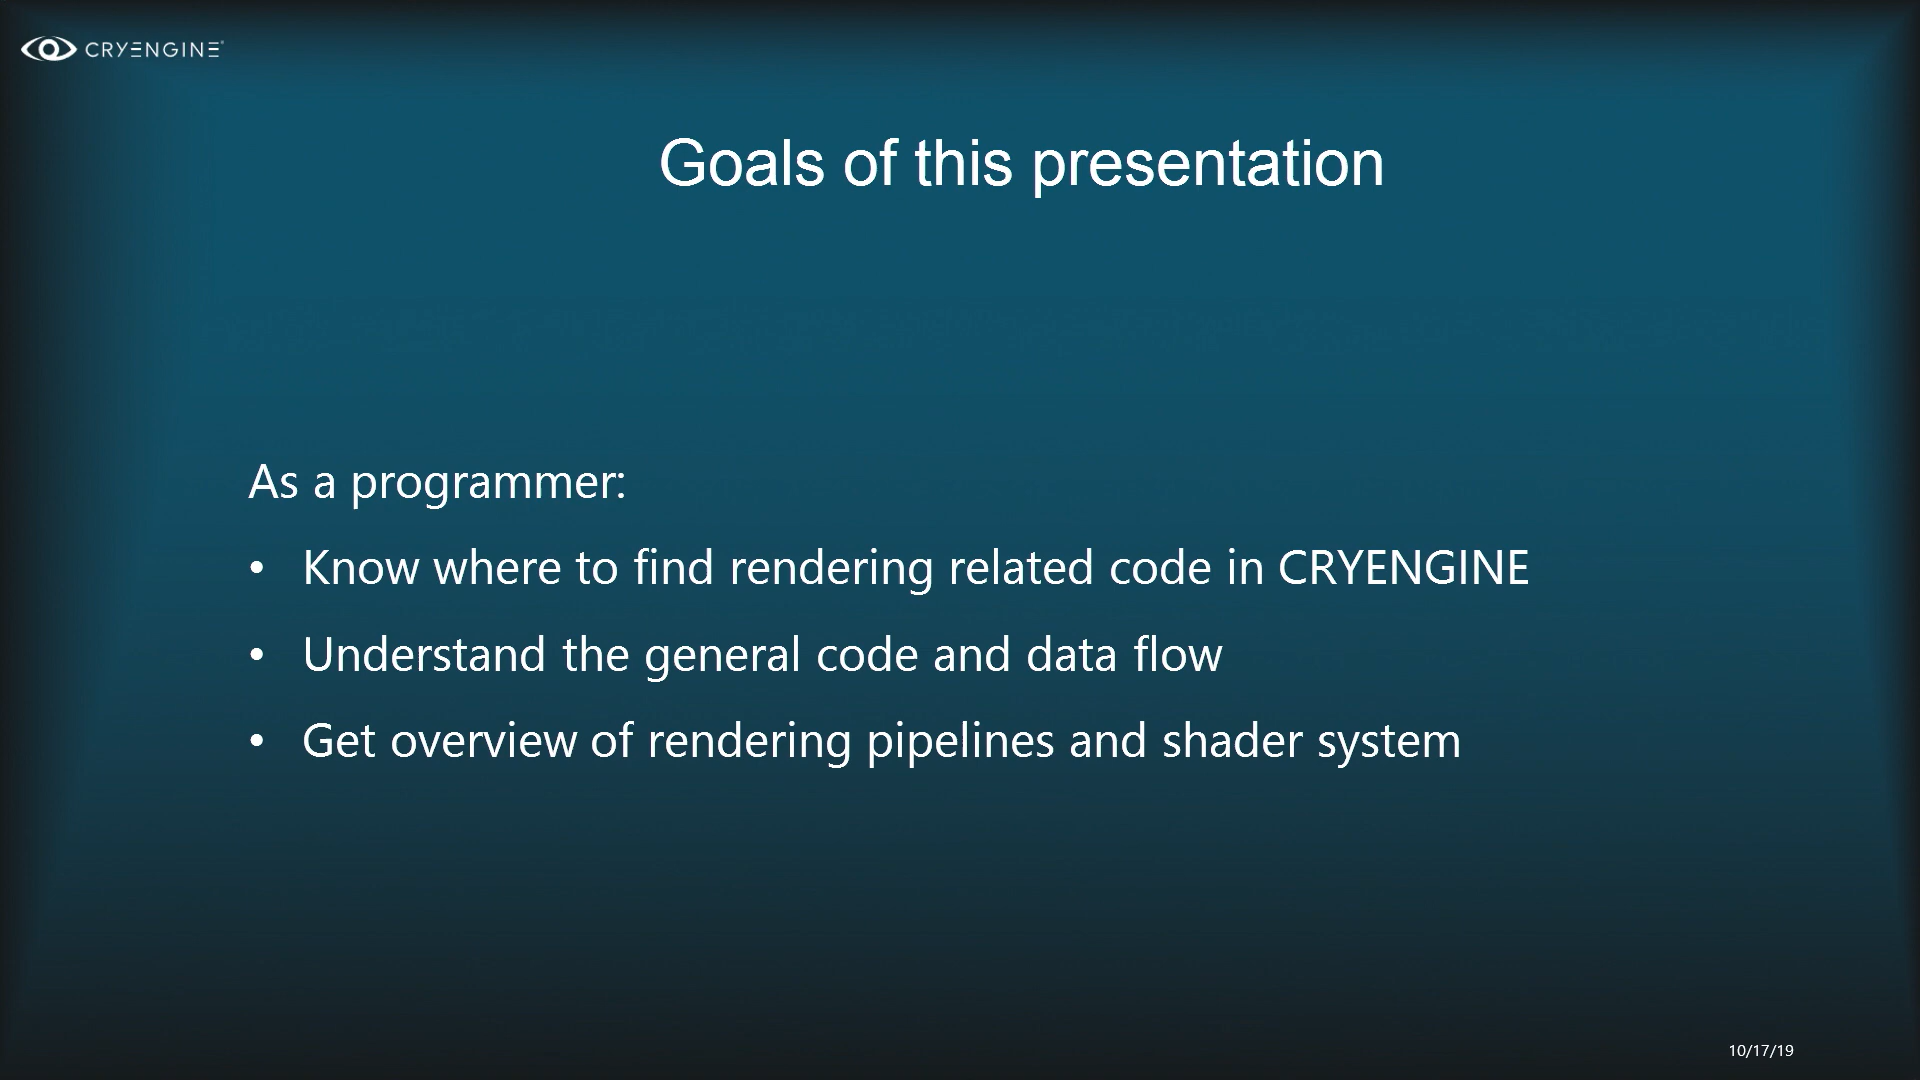 CRYENGINE
Goals of this presentation
As a programmer:
• Know where to find rendering related code in CRYENGINE
• Understand the general code and data flow
• Get overview of rendering pipelines and shader system
10/17/19